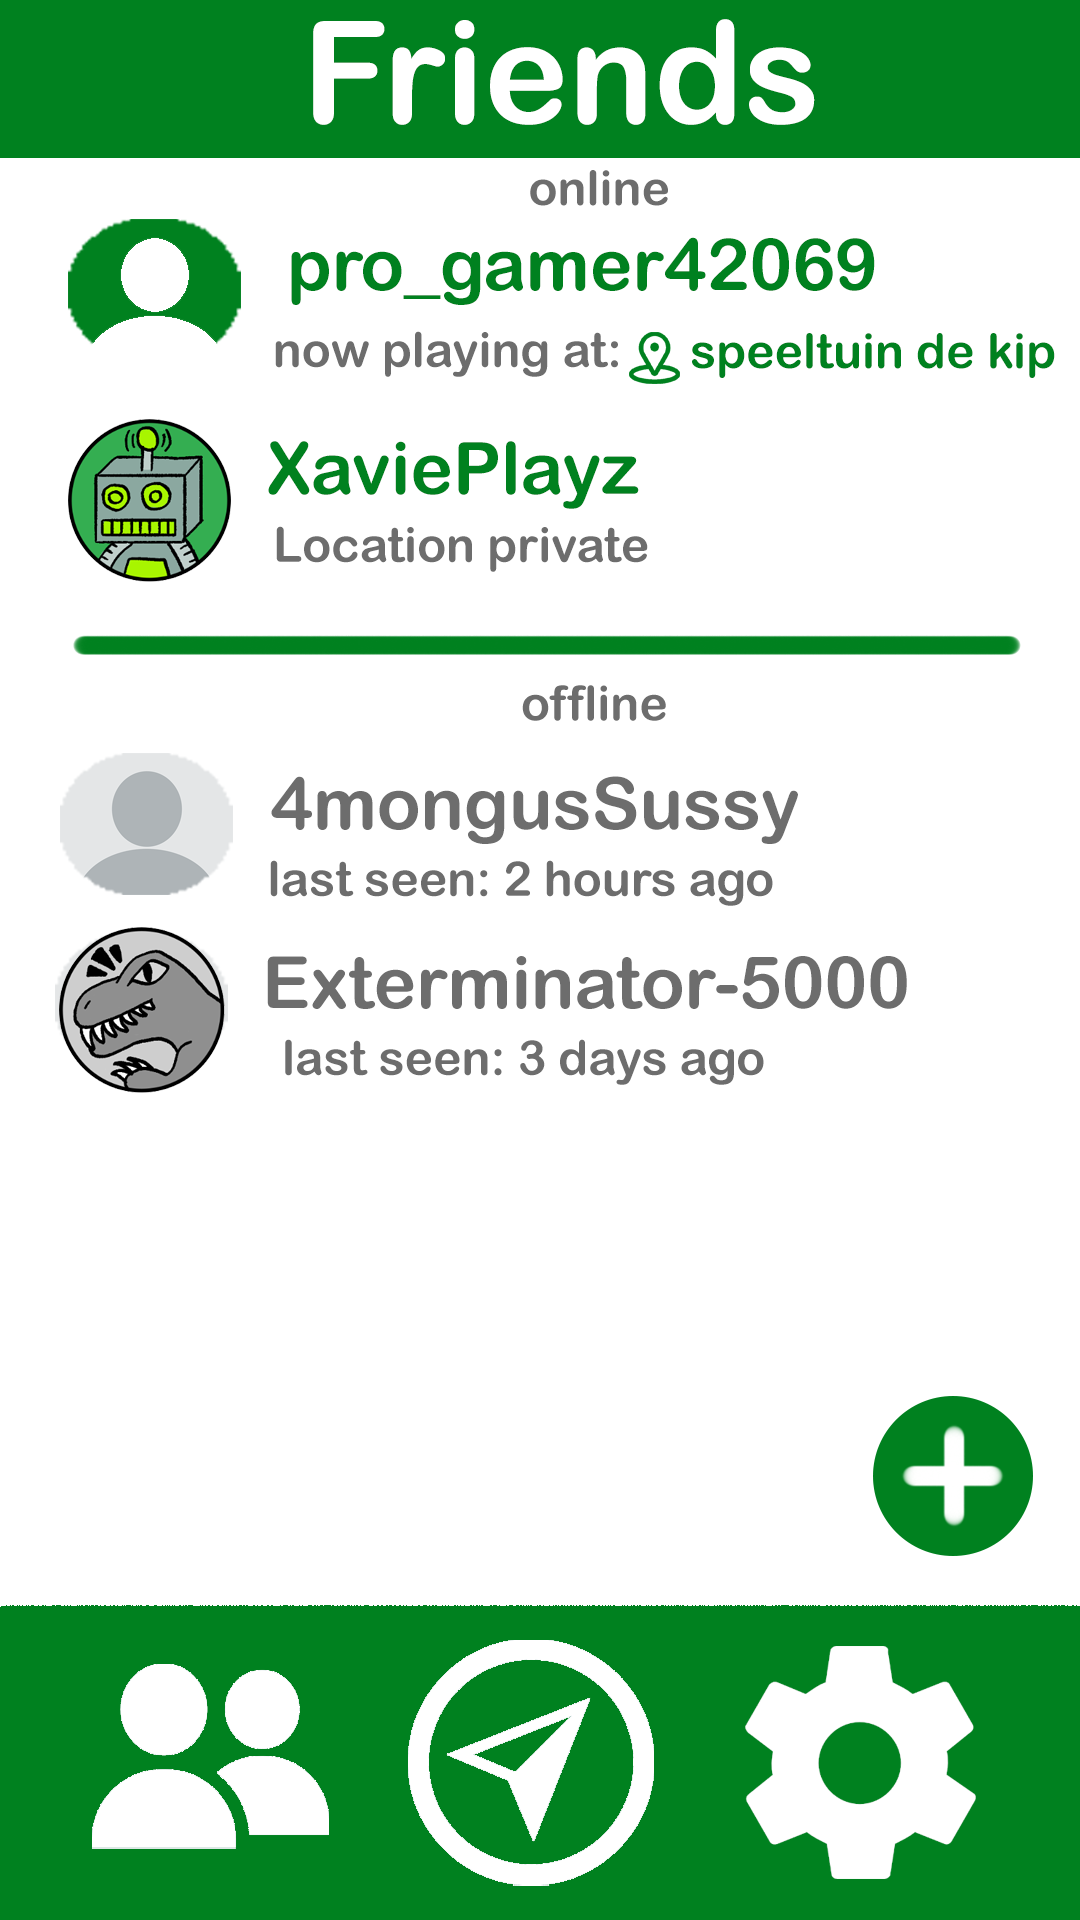 Friends
online
pro_gamer42069
now playing at: speeltuin de kip
XaviePlayz
Location private
offline
4mongusSussy
last seen: 2 hours ago
Exterminator-5000
last seen: 3 days ago